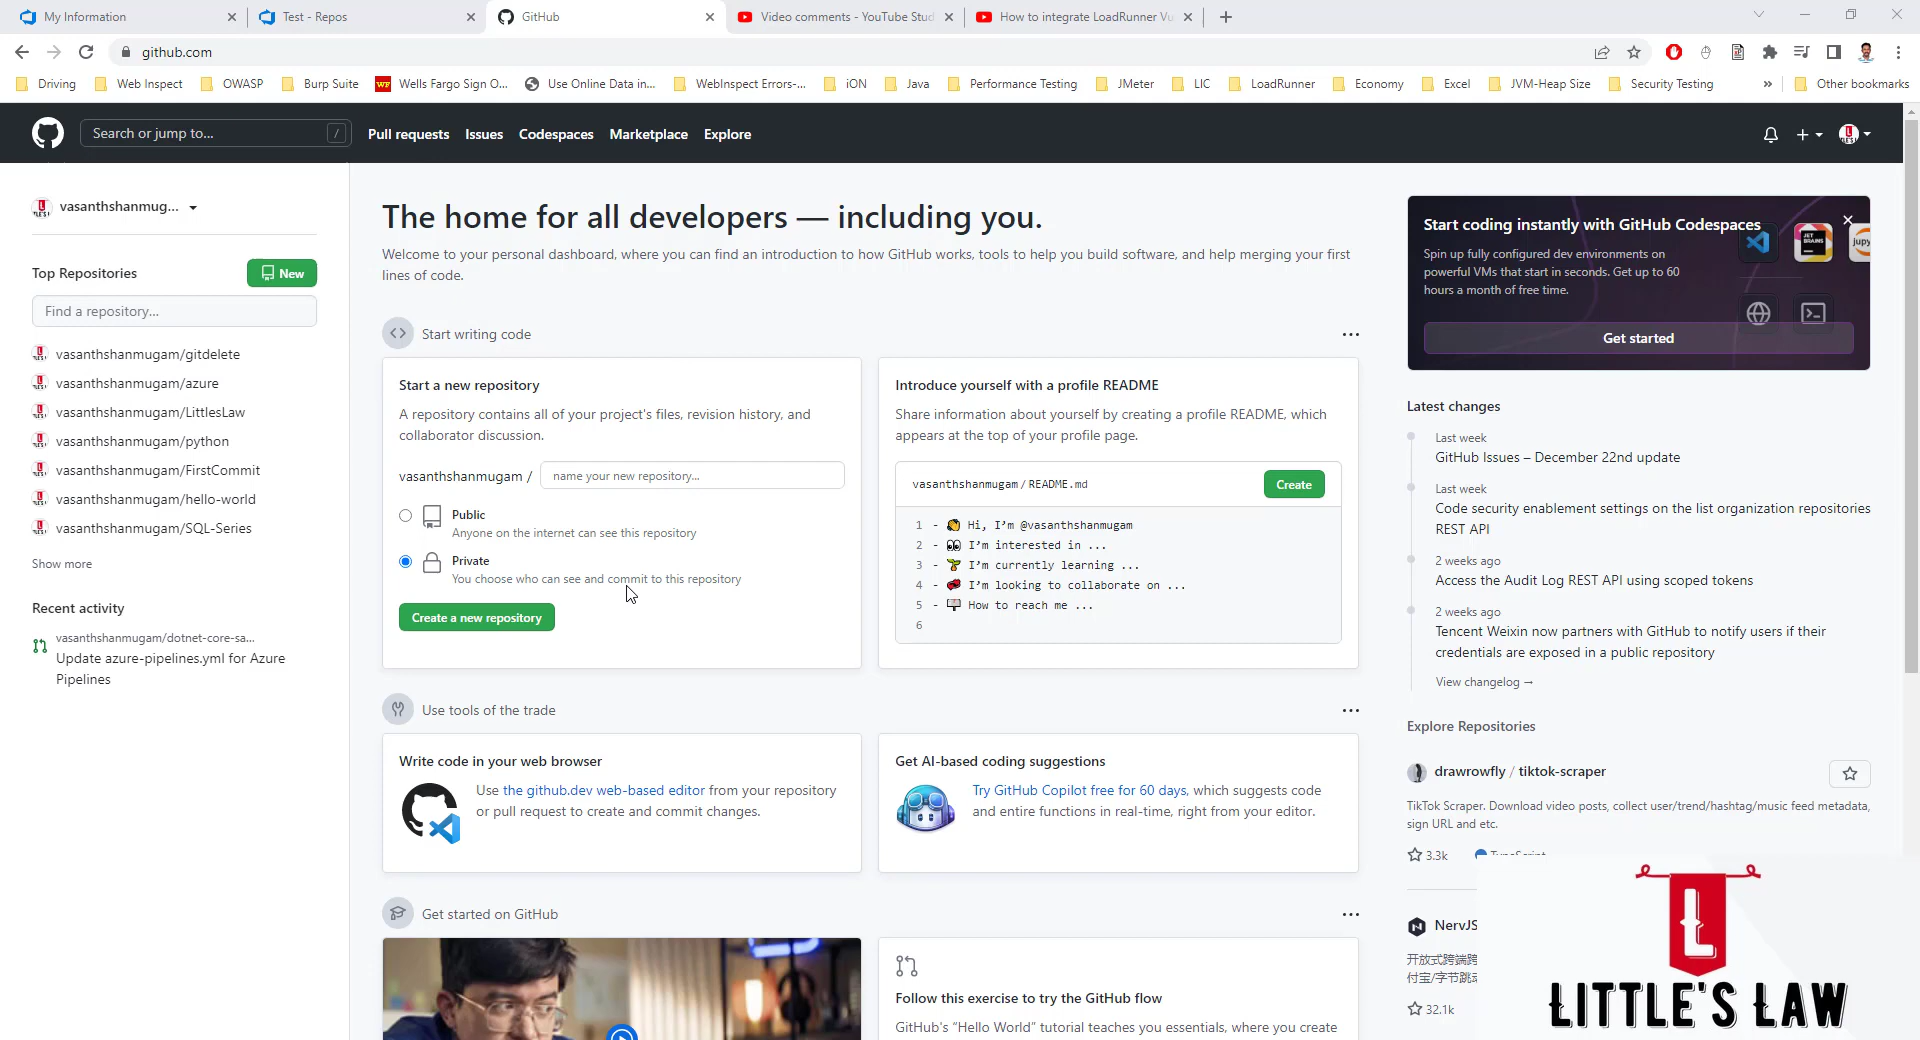 My Information
Test - Repos
GitHub
Video comments - YouTube Stud
How to integrate LoadRunner Vu
github.com
Driving
Web Inspect
OWASP
Burp Suite
WF
Wells Fargo Sign O...
Use Online Data in...
WebInspect Errors-...
iON
Java
Performance Testing
JMeter
LIC
LoadRunner
Economy
Excel
JVM-Heap Size
Security Testing
»
Other bookmarks
Search or jump to...
/
Pull requests
Issues
Codespaces
Marketplace
Explore
vasanthshanmug...
Top Repositories
New
Find a repository...
vasanthshanmugam/gitdelete
vasanthshanmugam/azure
vasanthshanmugam/LittlesLaw
vasanthshanmugam/python
vasanthshanmugam/FirstCommit
vasanthshanmugam/hello-world
vasanthshanmugam/SQL-Series
Show more
Recent activity
vasanthshanmugam/dotnet-core-sa...
Update azure-pipelines.yml for Azure
Pipelines
The home for all developers — including you.
Welcome to your personal dashboard, where you can find an introduction to how GitHub works, tools to help you build software, and help merging your first
lines of code.
Start writing code
Start a new repository
A repository contains all of your project's files, revision history, and
collaborator discussion.
vasanthshanmugam /
name your new repository...
Public
Anyone on the internet can see this repository
Private
You choose who can see and commit to this repository
Create a new repository
Introduce yourself with a profile README
Share information about yourself by creating a profile README, which
appears at the top of your profile page.
vasanthshanmugam / README.md
Create
1 - 👋 Hi, I’m @vasanthshanmugam
2 - 👀 I’m interested in ...
3 - 🌱 I’m currently learning ...
4 - 💞️ I’m looking to collaborate on ...
5 - 📫 How to reach me ...
6
Use tools of the trade
Write code in your web browser
Use the github.dev web-based editor from your repository
or pull request to create and commit changes.
Get AI-based coding suggestions
Try GitHub Copilot free for 60 days, which suggests code
and entire functions in real-time, right from your editor.
Get started on GitHub
Follow this exercise to try the GitHub flow
GitHub's “Hello World” tutorial teaches you essentials, where you create
Start coding instantly with GitHub Codespaces
Spin up fully configured dev environments on
powerful VMs that start in seconds. Get up to 60
hours a month of free time.
JET
BRAINS
jupy
Get started
Latest changes
Last week
GitHub Issues – December 22nd update
Last week
Code security enablement settings on the list organization repositories
REST API
2 weeks ago
Access the Audit Log REST API using scoped tokens
2 weeks ago
Tencent Weixin now partners with GitHub to notify users if their
credentials are exposed in a public repository
View changelog →
Explore Repositories
drawrowfly / tiktok-scraper
TikTok Scraper. Download video posts, collect user/trend/hashtag/music feed metadata,
sign URL and etc.
3.3k
NervJS
开放式跨端跨
付宝/字节跳
32.1k
L
LITTLE'S LAW